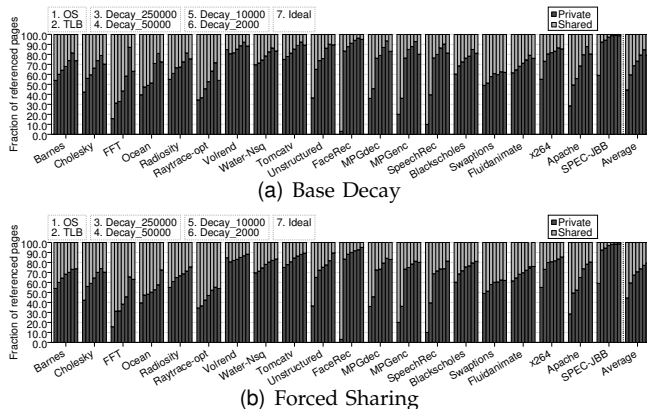 1. OS 3. Decay_250000 5. Decay_10000 7. Ideal
2. TLB 4. Decay_50000 6. Decay_2000
Private
Shared
Fraction of referenced pages
100.0
90.0
80.0
70.0
60.0
50.0
40.0
30.0
20.0
10.0
0.0
Barnes
Cholesky
FFT
Ocean
Radiosity
Raytrace-opt
Volrend
Water-Nsq
Tomcatv
Unstructured
FaceRec
MPGdec
MPGenc
SpeechRec
Blackscholes
Swaptions
Fluidanimate
x264
Apache
SPEC-JBB
Average
(a) Base Decay
1. OS 3. Decay_250000 5. Decay_10000 7. Ideal
2. TLB 4. Decay_50000 6. Decay_2000
Private
Shared
Fraction of referenced pages
100.0
90.0
80.0
70.0
60.0
50.0
40.0
30.0
20.0
10.0
0.0
Barnes
Cholesky
FFT
Ocean
Radiosity
Raytrace-opt
Volrend
Water-Nsq
Tomcatv
Unstructured
FaceRec
MPGdec
MPGenc
SpeechRec
Blackscholes
Swaptions
Fluidanimate
x264
Apache
SPEC-JBB
Average
(b) Forced Sharing